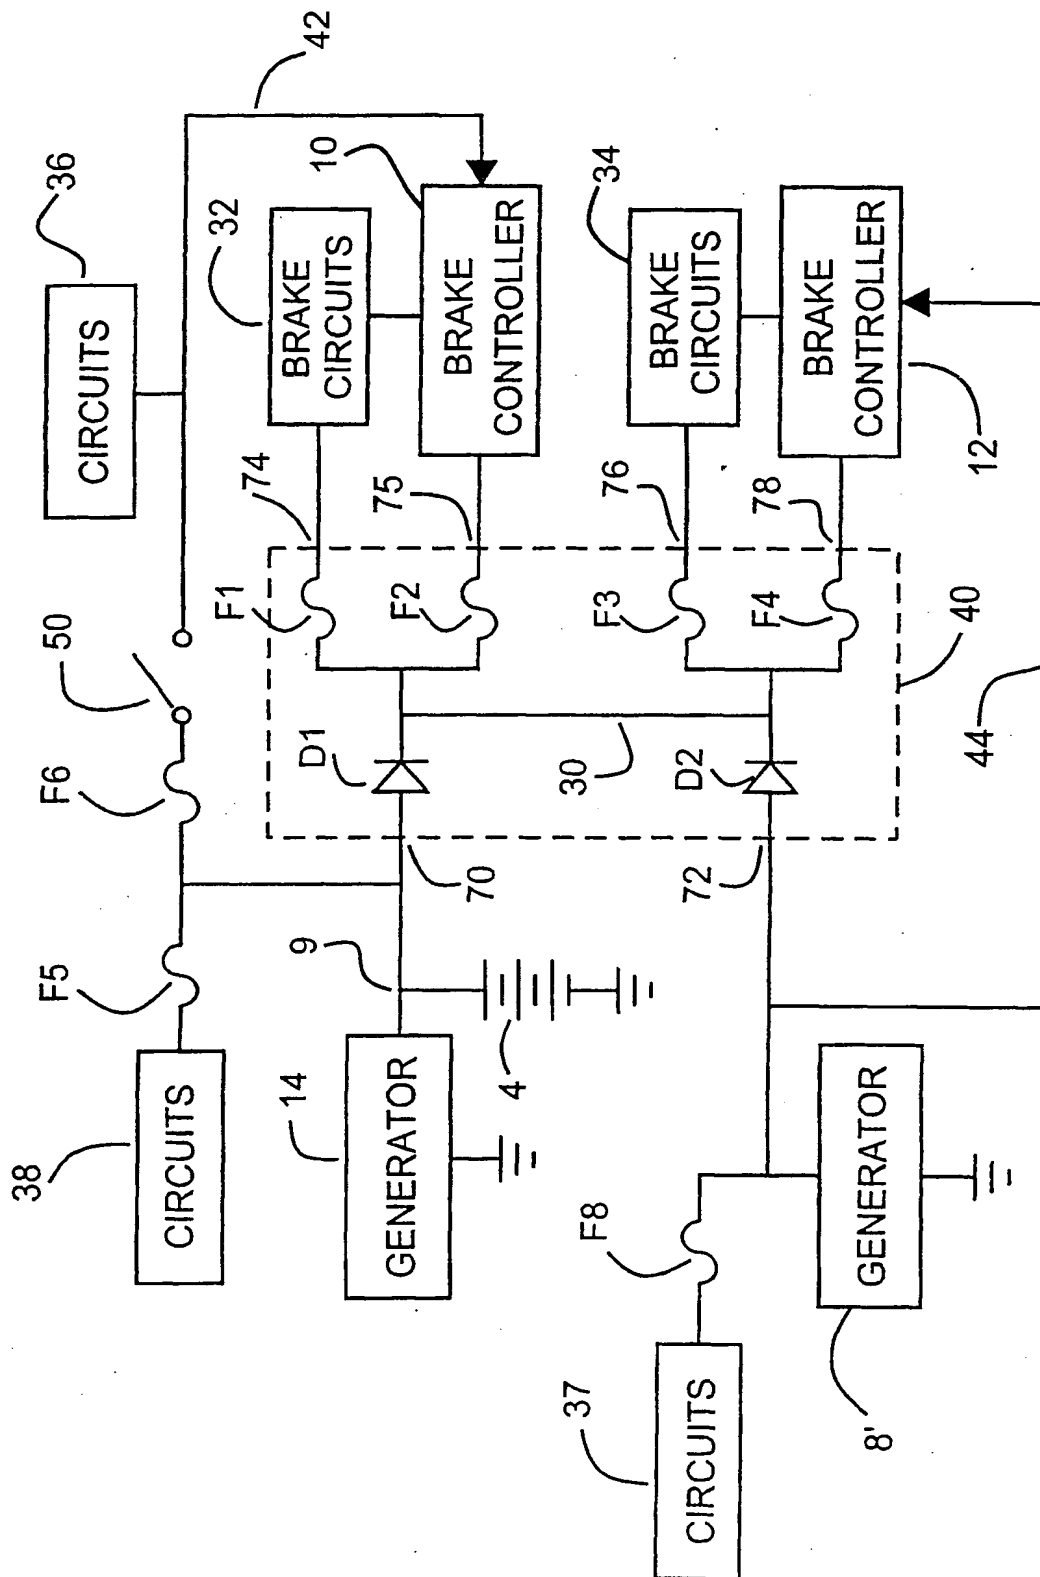 38
CIRCUITS
F5
F6
50
CIRCUITS
36
42
14
GENERATOR
9
4
70
D1
F1
F2
74
75
32
BRAKE
CIRCUITS
10
BRAKE
CONTROLLER
30
37
CIRCUITS
F8
GENERATOR
8'
72
D2
F3
F4
76
78
34
BRAKE
CIRCUITS
BRAKE
CONTROLLER
12
40
44